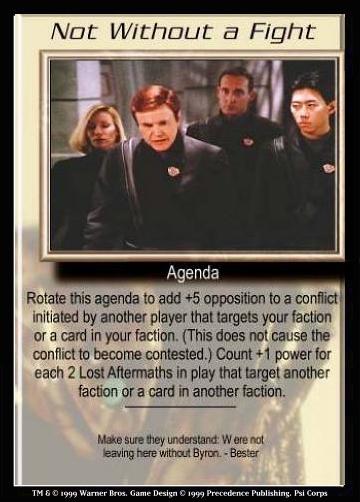 Not Without a Fight
Agenda
Rotate this agenda to add +5 opposition to a conflict
initiated by another player that targets your faction
or a card in your faction. (This does not cause the
conflict to become contested.) Count +1 power for
each 2 Lost Aftermaths in play that target another
faction or a card in another faction.
Make sure they understand: W ere not
leaving here without Byron. - Bester
TM & © 1999 Warner Bros. Game Design © 1999 Precedence Publishing. Psi Corps